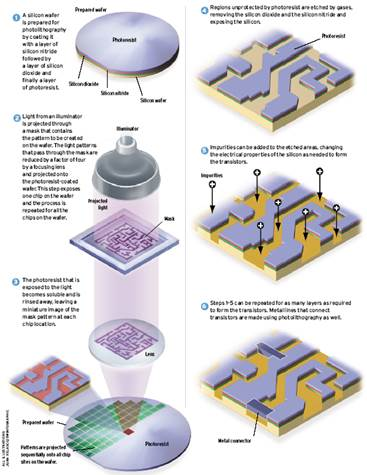 1 A silicon wafer
is prepared for
photolithography
by coating it
with a layer of
silicon nitride
followed by
a layer of silicon
dioxide and
finally a layer
of photoresist.
Prepared wafer
Photoresist
Silicon dioxide
Silicon nitride
Silicon wafer
2 Light from an illuminator
is projected through
a mask that contains
the pattern to be created
on the wafer. The light patterns
that pass through the mask are
reduced by a factor of four
by a focusing lens
and projected onto
the photoresist-coated
wafer. This step exposes
one chip on the wafer
and the process is
repeated for all the
chips on the wafer.
Illuminator
Projected
light
Mask
3 The photoresist that is
exposed to the light
becomes soluble and is
rinsed away, leaving a
miniature image of the
mask pattern at each
chip location.
Lens
Prepared wafer
Patterns are projected
sequentially onto all chip
sites on the wafer.
Photoresist
4 Regions unprotected by photoresist are etched by gases,
removing the silicon dioxide and the silicon nitride and
exposing the silicon.
Photoresist
5 Impurities can be added to the etched areas, changing
the electrical properties of the silicon as needed to form
the transistors.
Impurities
6 Steps 1-5 can be repeated for as many layers as required
to form the transistors. Metal lines that connect
transistors are made using photolithography as well.
Metal connector